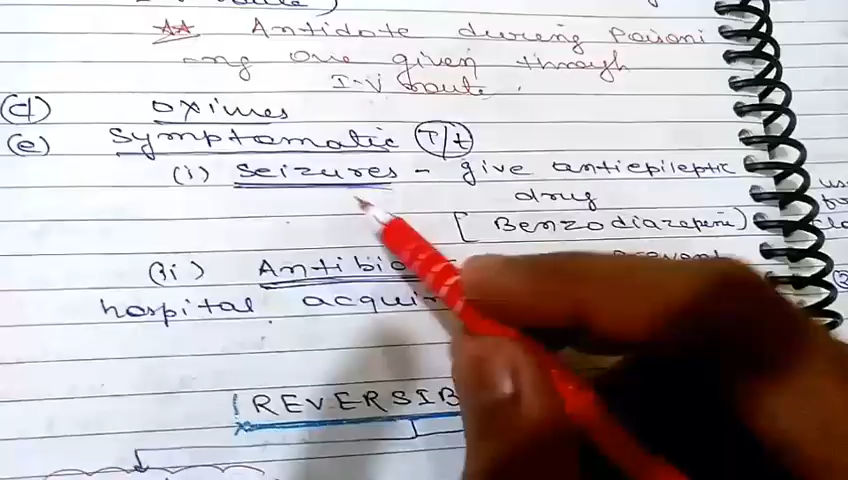 ** Antidote during Poisoni
ng are given through
I-V route.
(d) Oximes
(e) Symptomatic (T/t)
(i) Seizures - give antiepileptic
drug
[Benzodiazepine)
(ii) Antibio
hospital acquir
REVERSIB